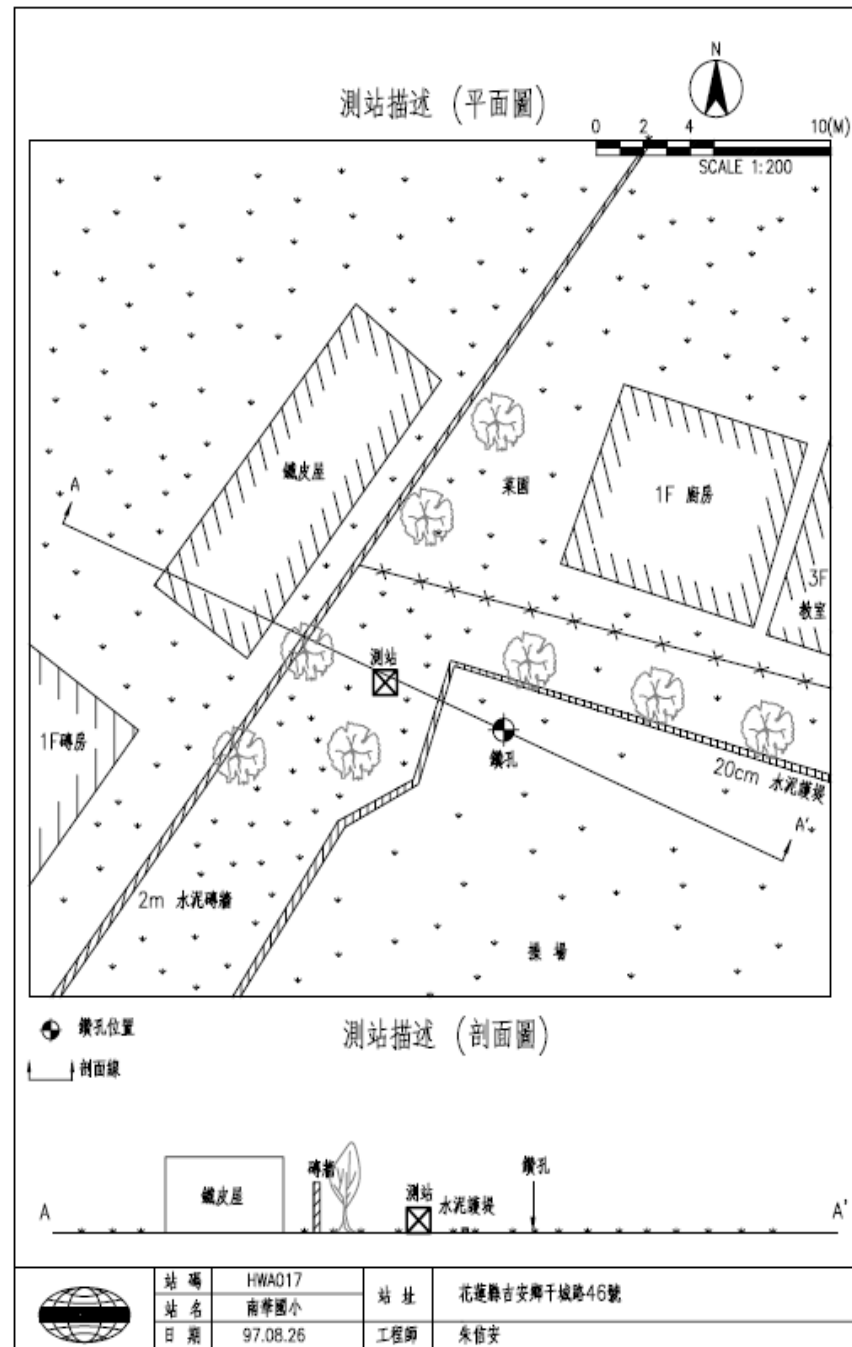 N
測站描述 (平面圖)
0 2 4 10(M)
SCALE 1:200
鐵皮屋
A
菜園
1F 廚房
3F
教室
測站
1F磚房
鑽孔
20cm 水泥護堤
A'
2m 水泥磚牆
操場
鑽孔位置
測站描述 (剖面圖)
剖面線
磚牆
鑽孔
鐵皮屋
測站
水泥護堤
A
A'
站碼 HWA017
站址 花蓮縣吉安鄉干城路46號
站名 南華國小
日期 97.08.26
工程師 朱信安